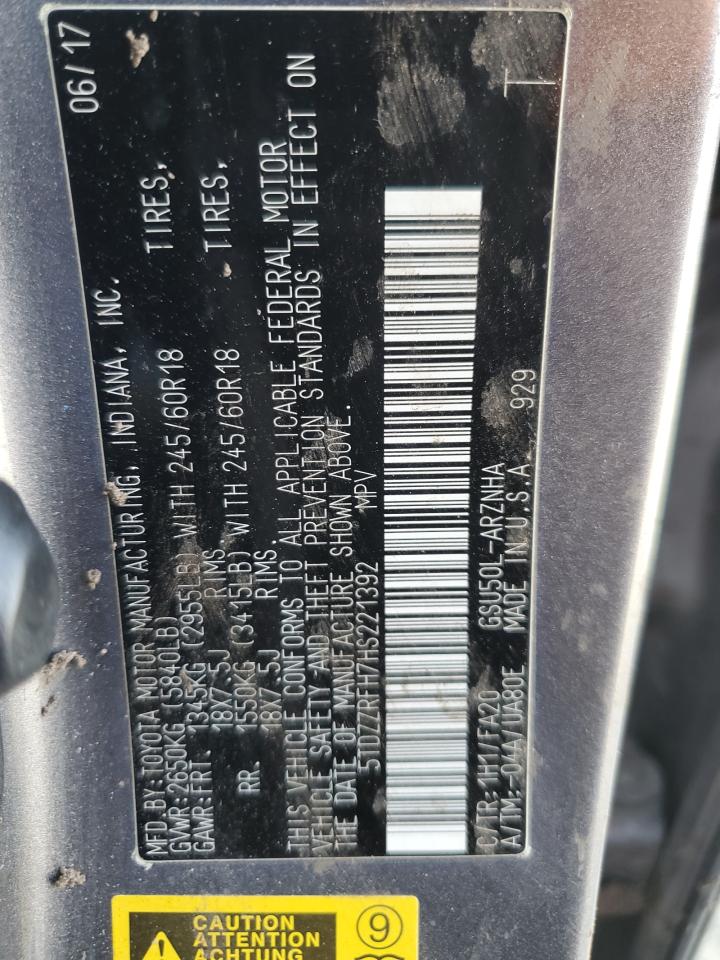 MFD.BY:TOYOTA MOTOR MANUFACTURING, INDIANA, INC. 06/17
GVWR:2650KG (5840LB)
GAWR:FRT. 1345KG (2955LB) WITH 245/60R18 TIRES,
18X7.5J RIMS.
RR. 1550KG (3415LB) WITH 245/60R18 TIRES,
18X7.5J RIMS.
THIS VEHICLE CONFORMS TO ALL APPLICABLE FEDERAL MOTOR
VEHICLE SAFETY AND THEFT PREVENTION STANDARDS IN EFFECT ON
THE DATE OF MANUFACTURE SHOWN ABOVE.
5TDZZRFH7HS221392 MPV
C/TR:1H1/FA20 GSU50L-ARZNHA
A/TM:-04A/UA80E MADE IN U.S.A. 929 T
CAUTION
ATTENTION
ACHTUNG
9